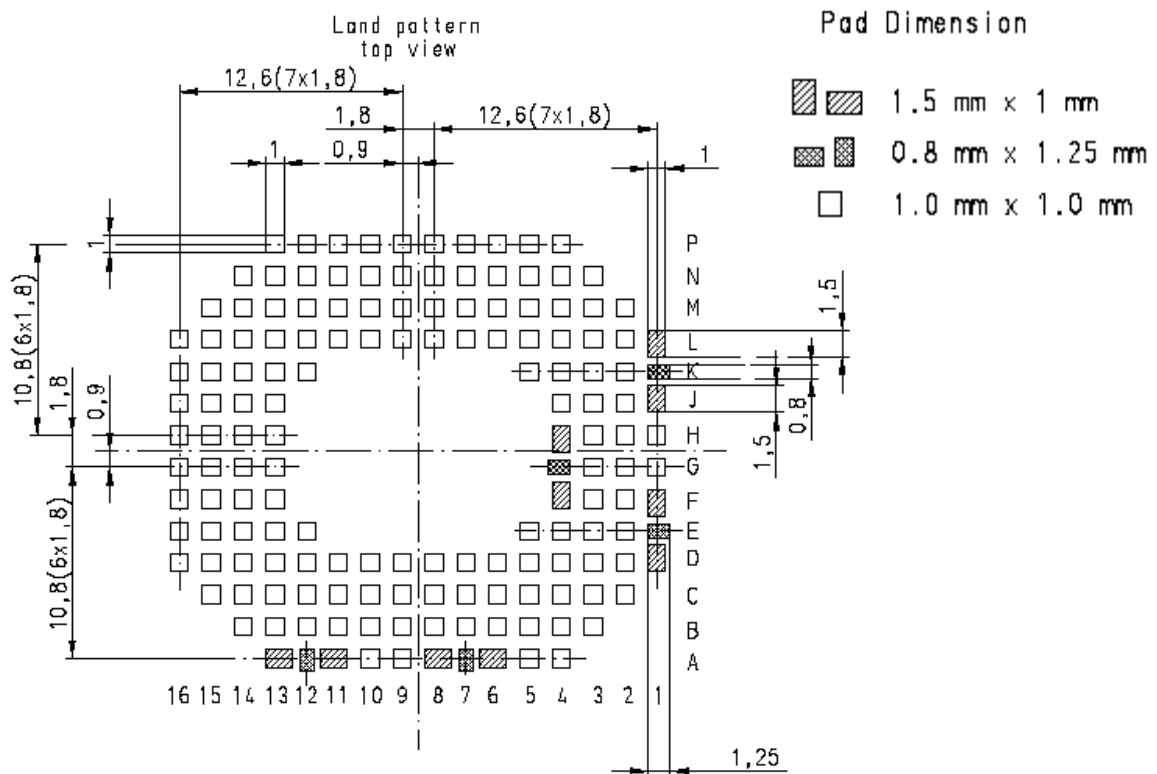 Land pattern
top view
Pad Dimension
12,6(7x1,8)
1.5 mm x 1 mm
1,8
12,6(7x1,8)
1
0,9
1
0.8 mm x 1.25 mm
1.0 mm x 1.0 mm
1
P
N
M
1,5
10,8(6x1,8)
L
K
1,8
0,9
J
0,8
H
1,5
G
F
10,8(6x1,8)
E
D
C
B
A
16 15 14 13 12 11 10 9 8 7 6 5 4 3 2 1
1,25